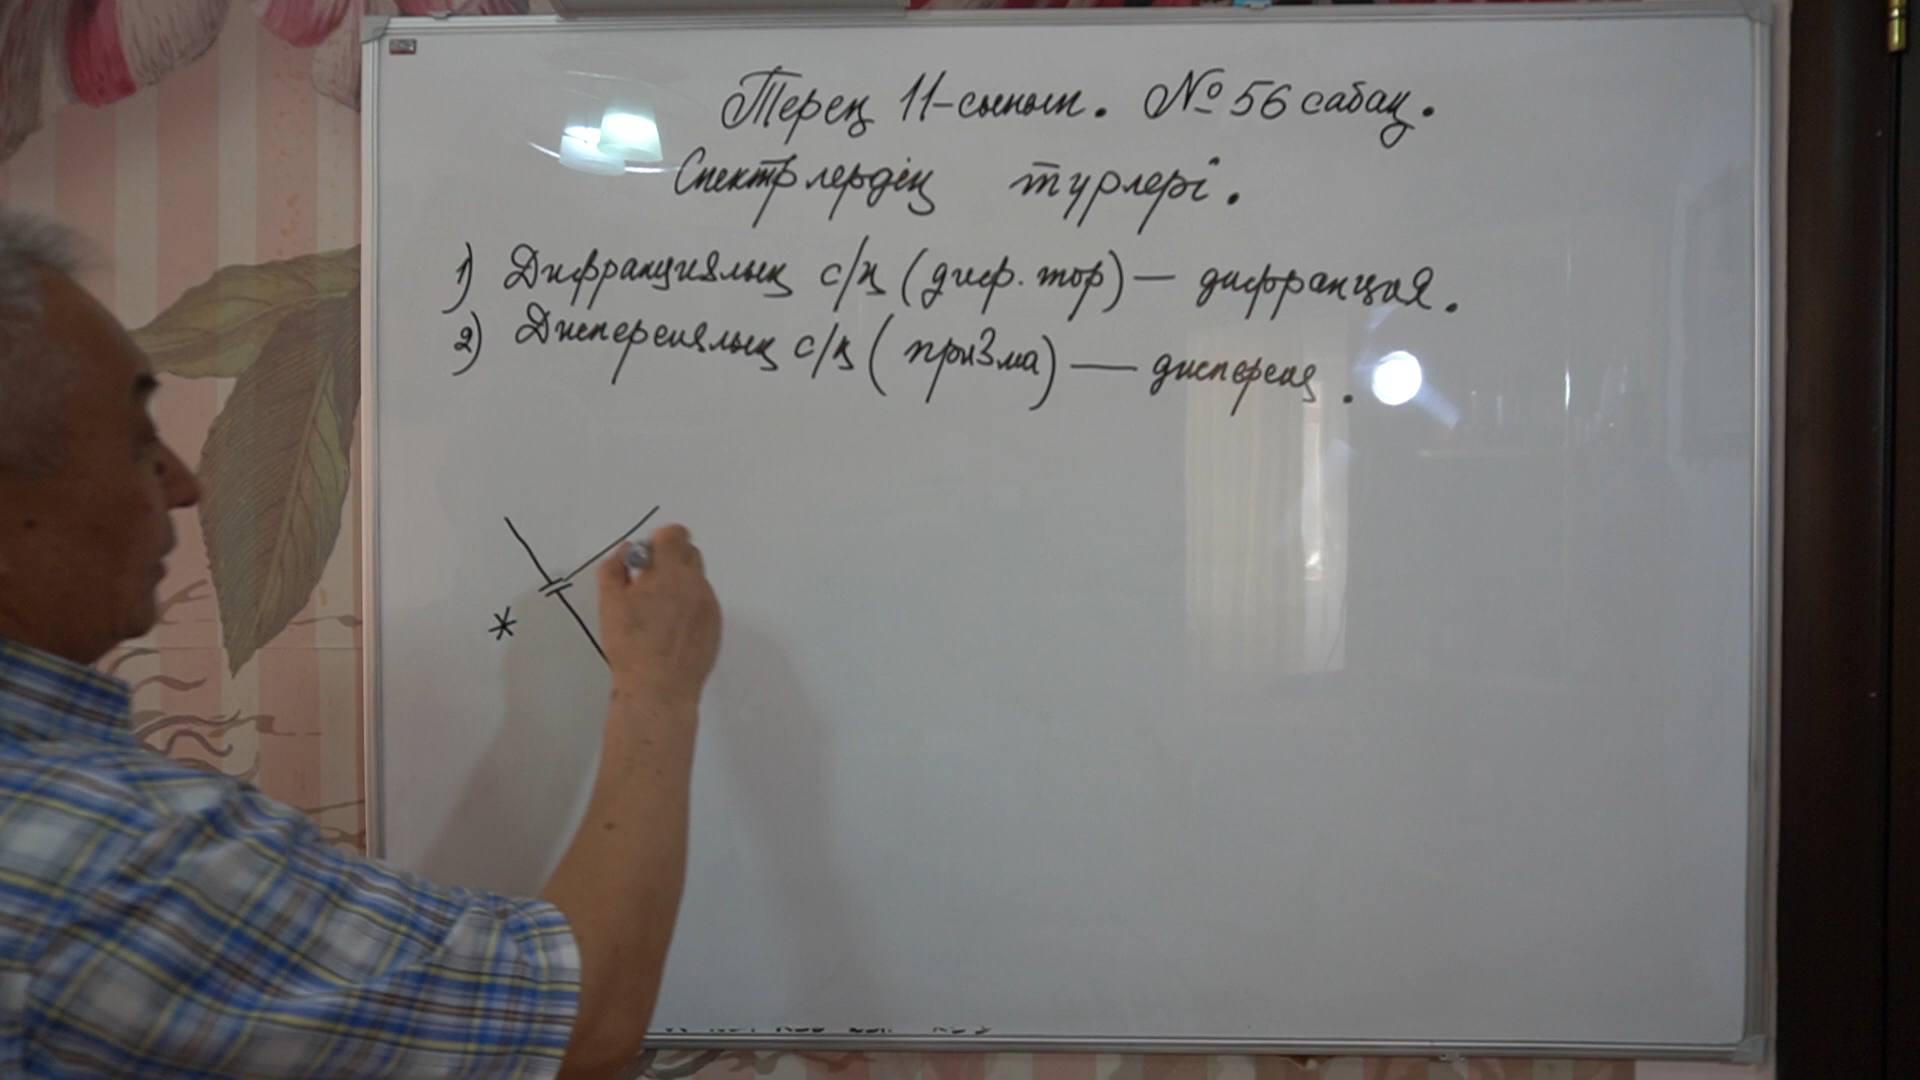 Терең 11-сынып. № 56 сабақ.
Спектрлердің түрлері.
1) Дифракциялық с/қ (диф. тор) — дифракция.
2) Дисперсиялық с/қ (призма) — дисперсия.